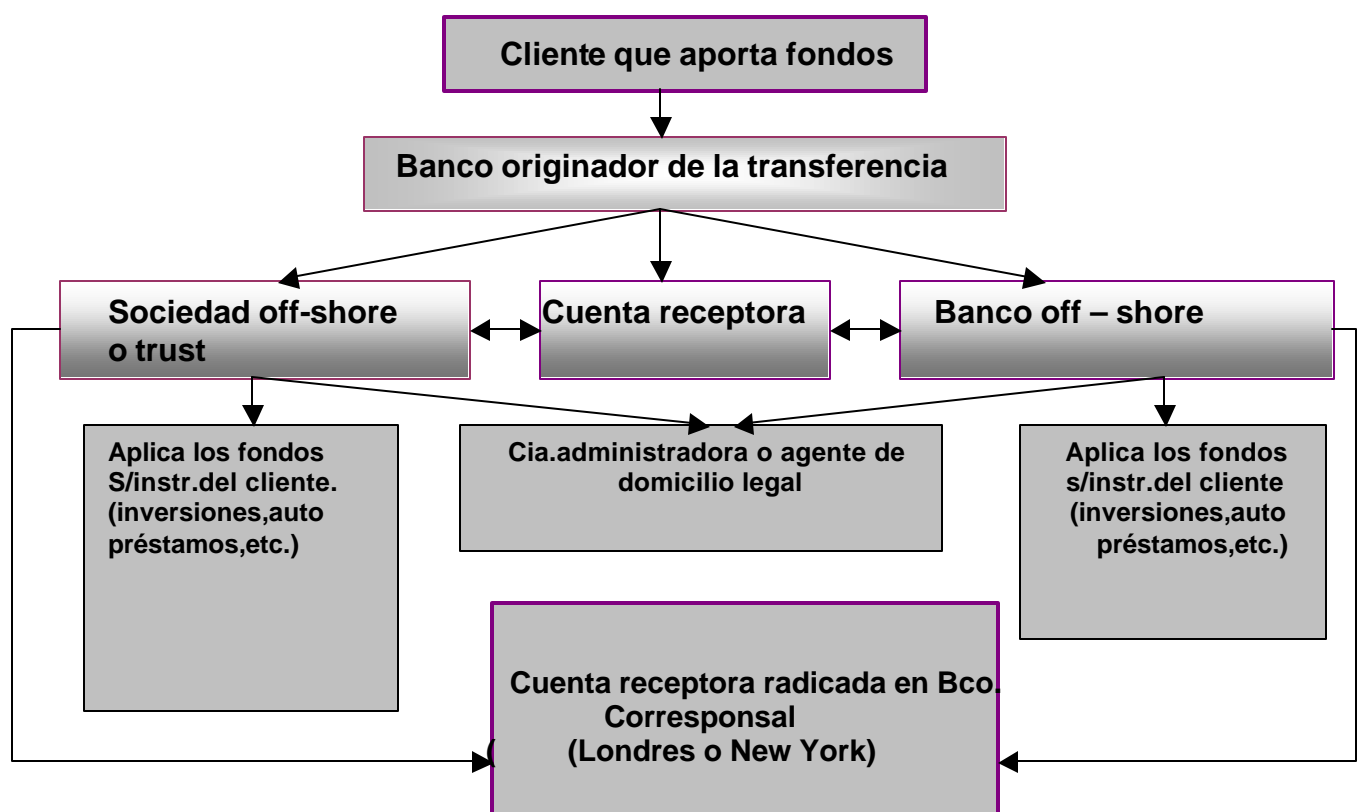 Cliente que aporta fondos
Banco originador de la transferencia
Sociedad off-shore
o trust
Cuenta receptora
Banco off – shore
Aplica los fondos
S/instr.del cliente.
(inversiones,auto
préstamos,etc.)
Cia.administradora o agente de
domicilio legal
Aplica los fondos
s/instr.del cliente
(inversiones,auto
préstamos,etc.)
Cuenta receptora radicada en Bco.
Corresponsal
( (Londres o New York)